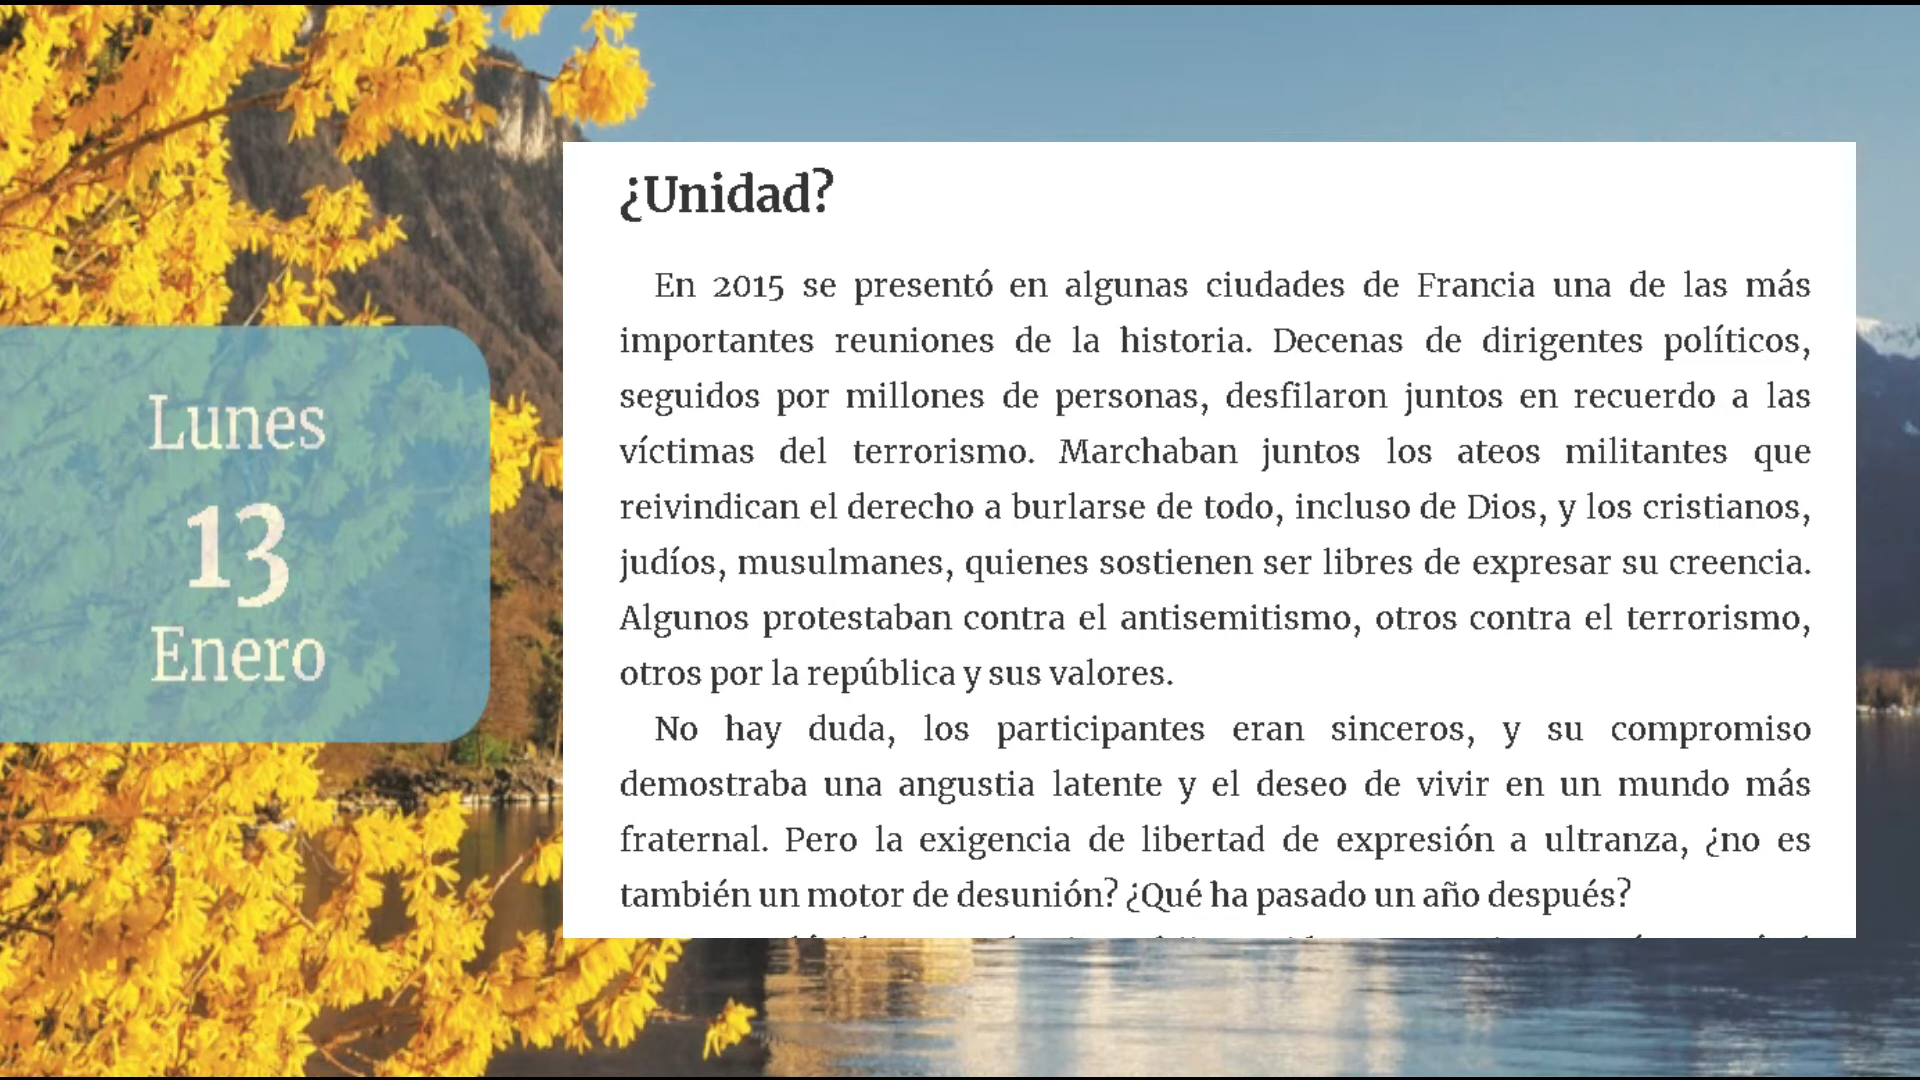 Lunes
13
Enero
¿Unidad?
En 2015 se presentó en algunas ciudades de Francia una de las más
importantes reuniones de la historia. Decenas de dirigentes políticos,
seguidos por millones de personas, desfilaron juntos en recuerdo a las
víctimas del terrorismo. Marchaban juntos los ateos militantes que
reivindican el derecho a burlarse de todo, incluso de Dios, y los cristianos,
judíos, musulmanes, quienes sostienen ser libres de expresar su creencia.
Algunos protestaban contra el antisemitismo, otros contra el terrorismo,
otros por la república y sus valores.
No hay duda, los participantes eran sinceros, y su compromiso
demostraba una angustia latente y el deseo de vivir en un mundo más
fraternal. Pero la exigencia de libertad de expresión a ultranza, ¿no es
también un motor de desunión? ¿Qué ha pasado un año después?